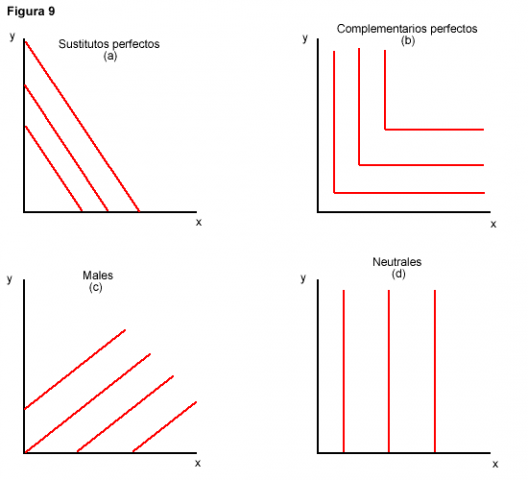 Figura 9
y
Sustitutos perfectos
(a)
x
y
Complementarios perfectos
(b)
x
y
Males
(c)
x
y
Neutrales
(d)
x